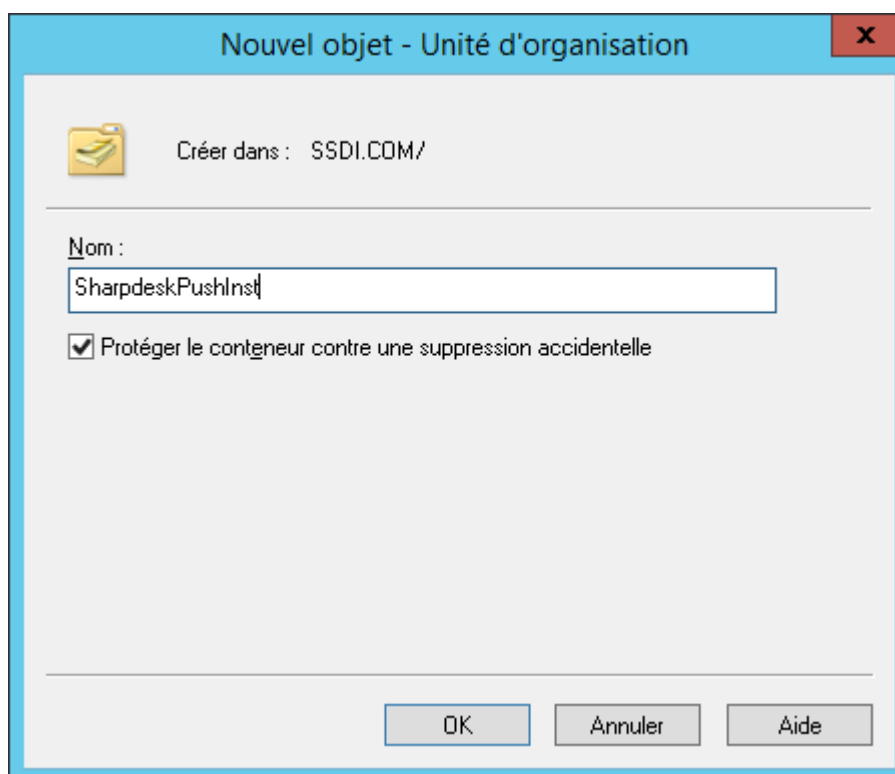 Nouvel objet - Unité d'organisation
x
Créer dans : SSDI.COM/
Nom :
SharpdeskPushInst
Protéger le conteneur contre une suppression accidentelle
OK Annuler Aide